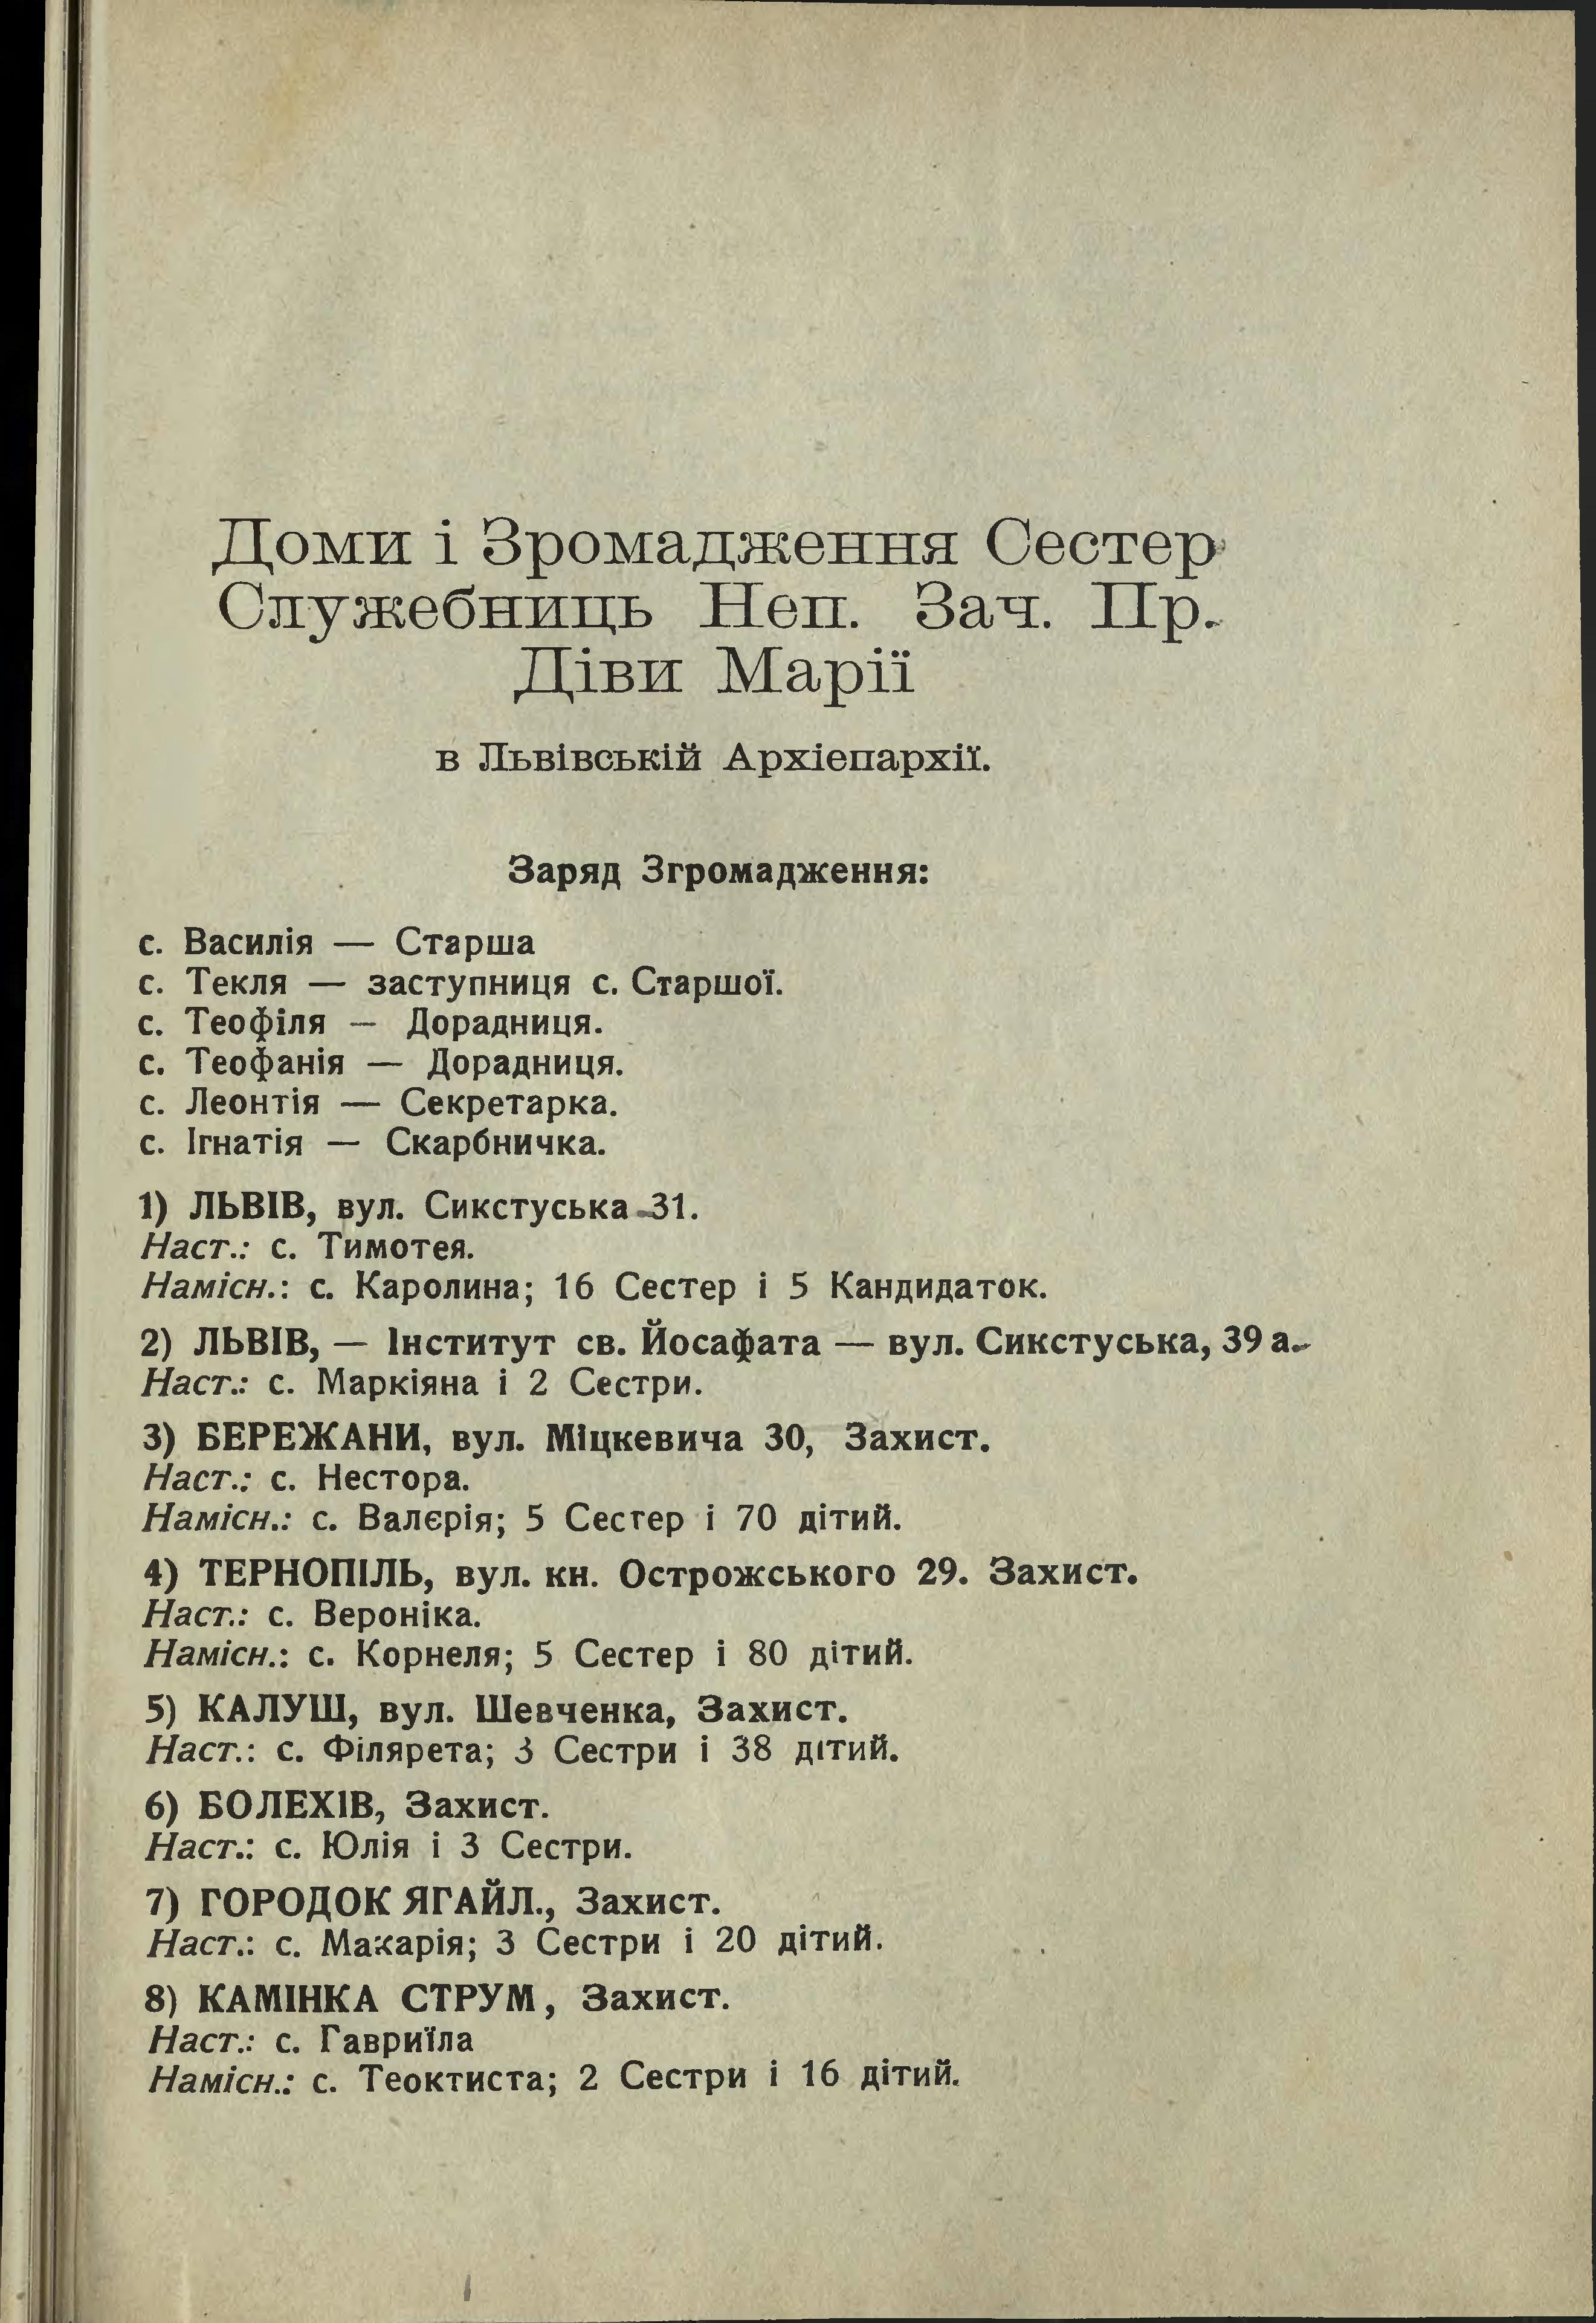 Доми і Зромадження Сестер
Служебниць Неп. Зач. Пр.
Діви Марії
в Львівській Архіепархії.
Заряд Згромадження:
с. Василія — Старша
с. Текля — заступниця с. Старшої.
с. Теофіля — Дорадниця.
с. Теофанія — Дорадниця.
с. Леонтія — Секретарка.
с. Ігнатія — Скарбничка.
1) ЛЬВІВ, вул. Сикстуська 31.
Наст.: с. Тимотея.
Намісн.: с. Каролина; 16 Сестер і 5 Кандидаток.
2) ЛЬВІВ, — Інститут св. Йосафата — вул. Сикстуська, 39 а.
Наст.: с. Маркіяна і 2 Сестри.
3) БЕРЕЖАНИ, вул. Міцкевича 30, Захист.
Наст.: с. Нестора.
Намісн.: с. Валєрія; 5 Сестер і 70 дітий.
4) ТЕРНОПІЛЬ, вул. кн. Острожського 29. Захист.
Наст.: с. Вероніка.
Намісн.: с. Корнеля; 5 Сестер і 80 дітий.
5) КАЛУШ, вул. Шевченка, Захист.
Наст.: с. Філярета; 3 Сестри і 38 дітий.
6) БОЛЕХІВ, Захист.
Наст.: с. Юлія і 3 Сестри.
7) ГОРОДОК ЯГАЙЛ., Захист.
Наст.: с. Макарія; 3 Сестри і 20 дітий.
8) КАМІНКА СТРУМ, Захист.
Наст.: с. Гавриїла
Намісн.: с. Теоктиста; 2 Сестри і 16 дітий.